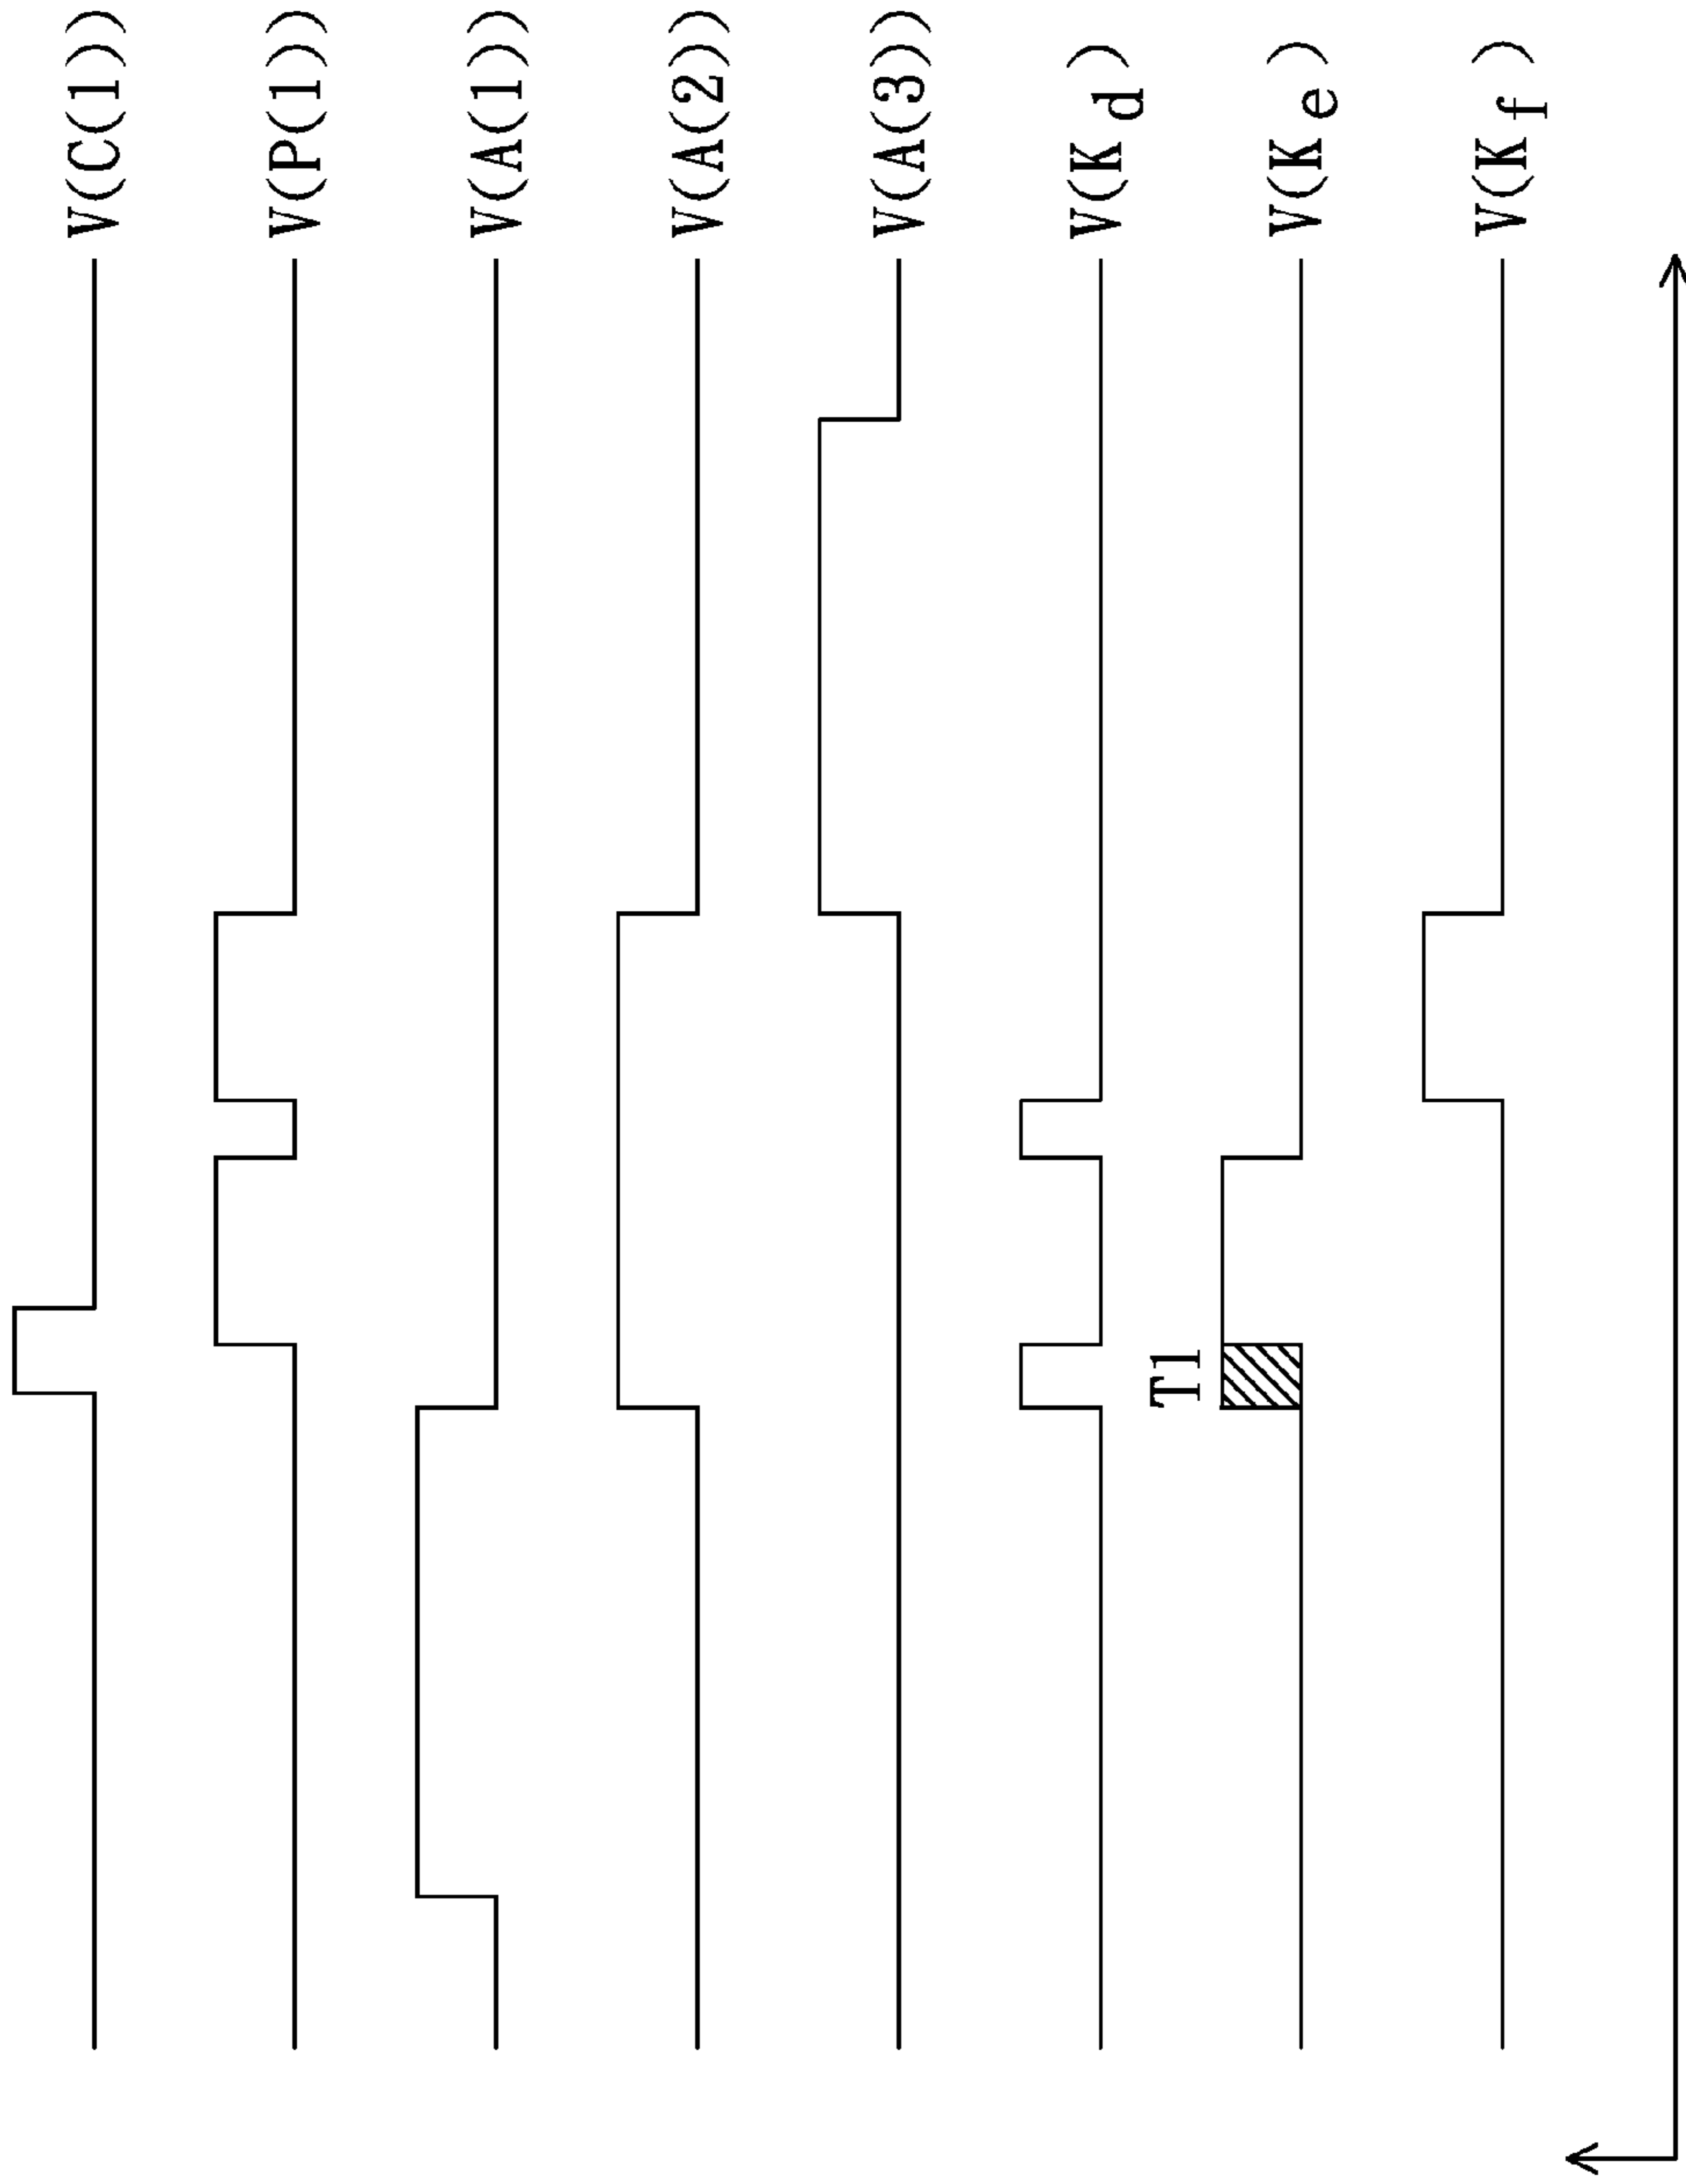 V(C(1))
V(P(1))
V(A(1))
V(A(2))
V(A(3))
V(Kd)
T1
V(Ke)
V(Kf)